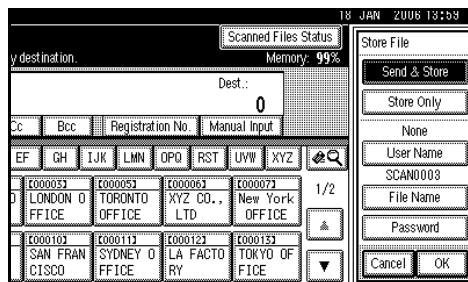 18 JAN 2006 13:59
Scanned Files Status
Store File
y destination.
Memory: 99%
Send & Store
Dest.:
0
Store Only
None
Cc Bcc Registration No. Manual Input
User Name
EF GH IJK LMN OPQ RST UVW XYZ
SCAN0003
File Name
[00003] [00005] [00006] [00007]
LONDON O TORONTO XYZ CO., New York
FFICE OFFICE LTD OFFICE
1/2
Password
[00010] [00011] [00012] [00013]
SAN FRAN SYDNEY O LA FACTO TOKYO OF
CISCO FFICE RY FICE
Cancel OK